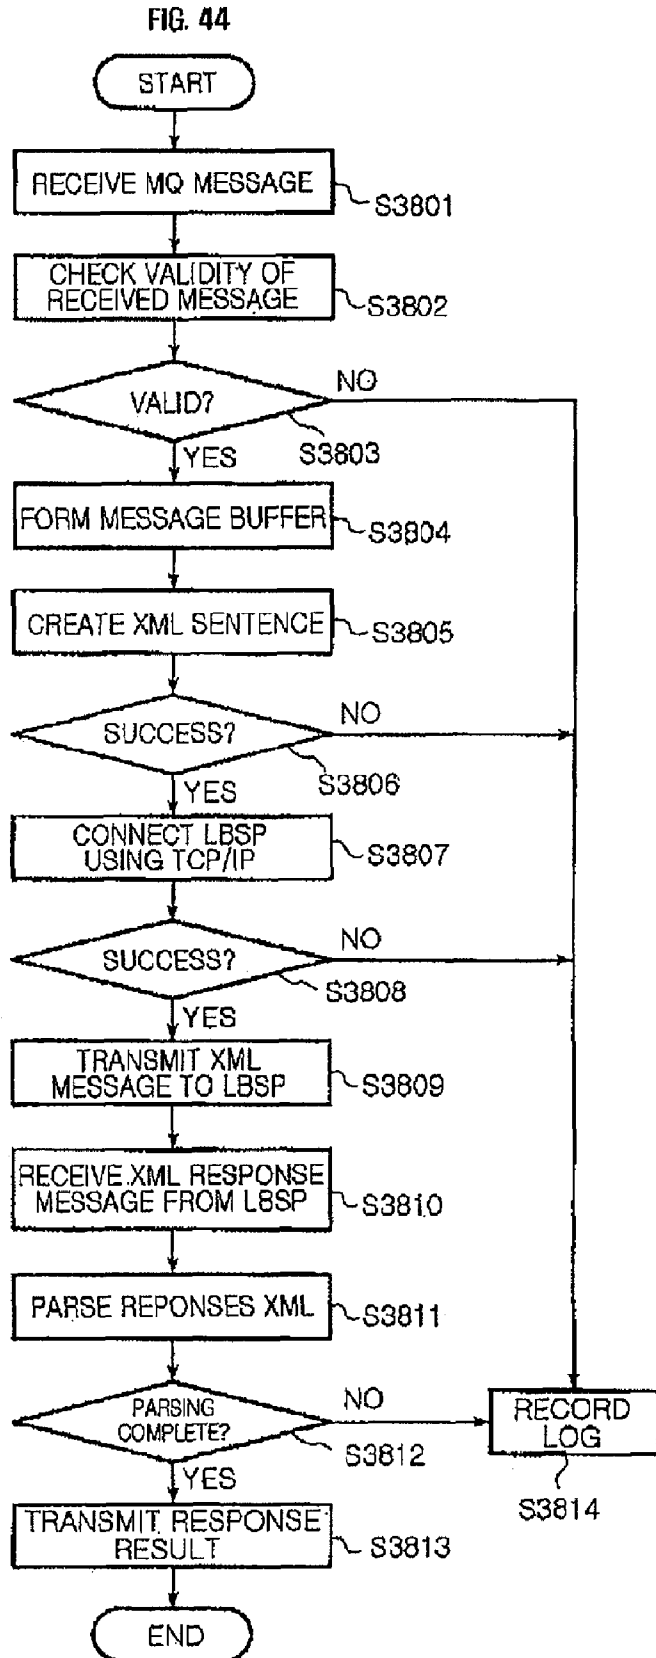 FIG. 44
START
RECEIVE MQ MESSAGE
S3801
CHECK VALIDITY OF
RECEIVED MESSAGE
S3802
VALID?
NO
S3803
YES
FORM MESSAGE BUFFER
S3804
CREATE XML SENTENCE
S3805
SUCCESS?
NO
S3806
YES
CONNECT LBSP
USING TCP/IP
S3807
SUCCESS?
NO
S3808
YES
TRANSMIT XML
MESSAGE TO LBSP
S3809
RECEIVE XML RESPONSE
MESSAGE FROM LBSP
S3810
PARSE REPONSES XML
S3811
PARSING
COMPLETE?
NO
S3812
YES
RECORD
LOG
S3814
TRANSMIT RESPONSE
RESULT
S3813
END